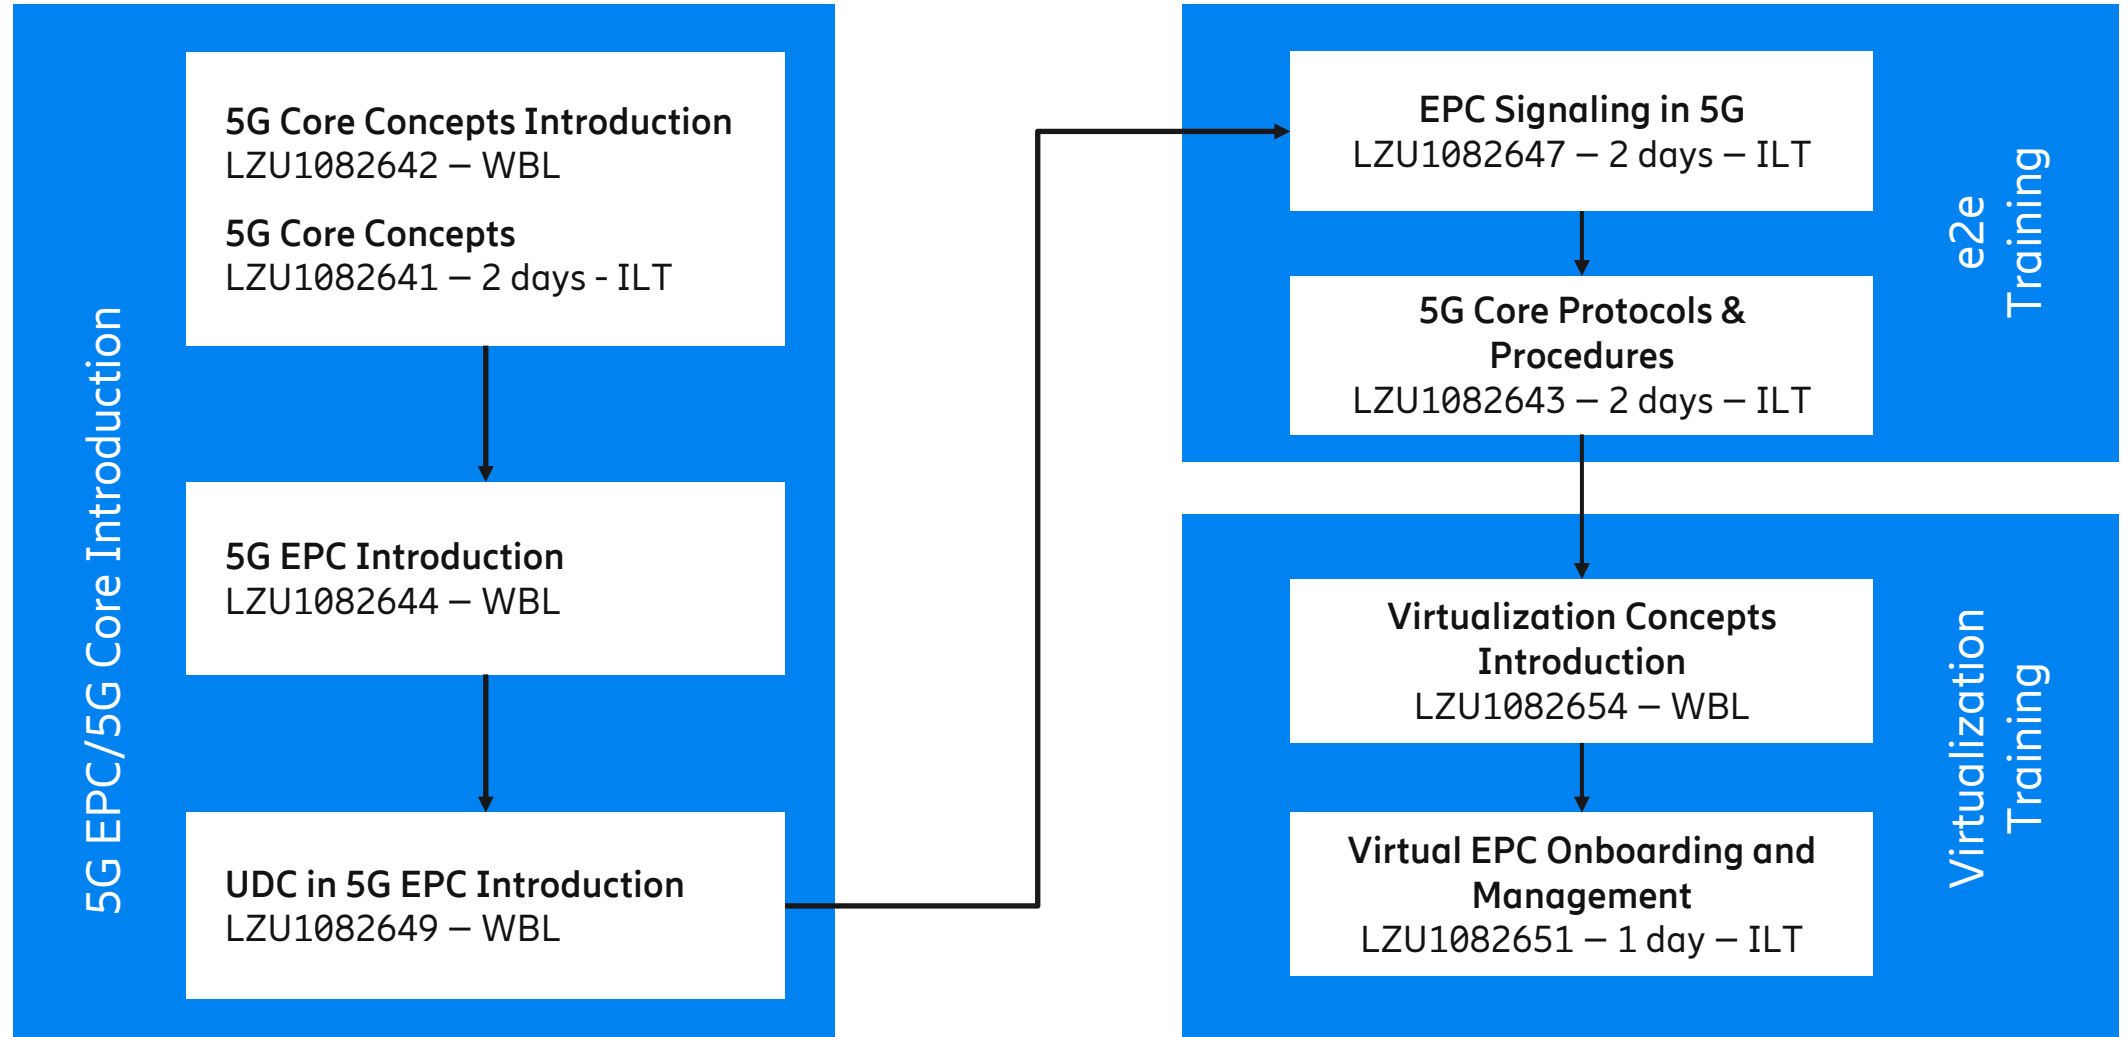 5G EPC/5G Core Introduction
5G Core Concepts Introduction
LZU1082642 – WBL
5G Core Concepts
LZU1082641 – 2 days - ILT
5G EPC Introduction
LZU1082644 – WBL
UDC in 5G EPC Introduction
LZU1082649 – WBL
e2e
Training
EPC Signaling in 5G
LZU1082647 – 2 days – ILT
5G Core Protocols &
Procedures
LZU1082643 – 2 days – ILT
Virtualization
Training
Virtualization Concepts
Introduction
LZU1082654 – WBL
Virtual EPC Onboarding and
Management
LZU1082651 – 1 day – ILT